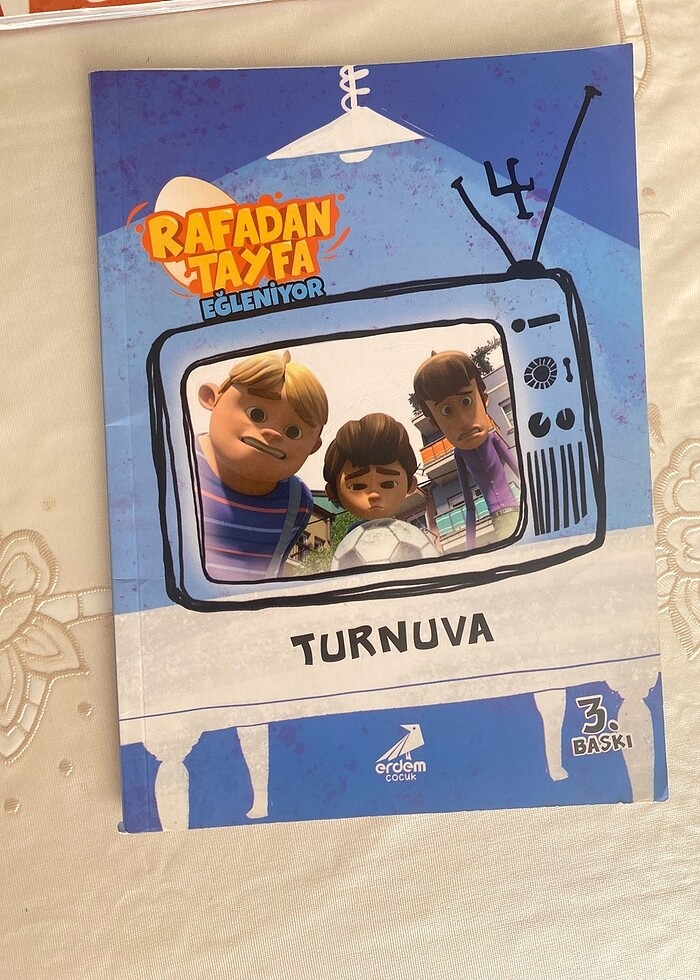 4
RAFADAN
TAYFA
EĞLENİYOR
TURNUVA
3.
BASKI
erdem
çocuk